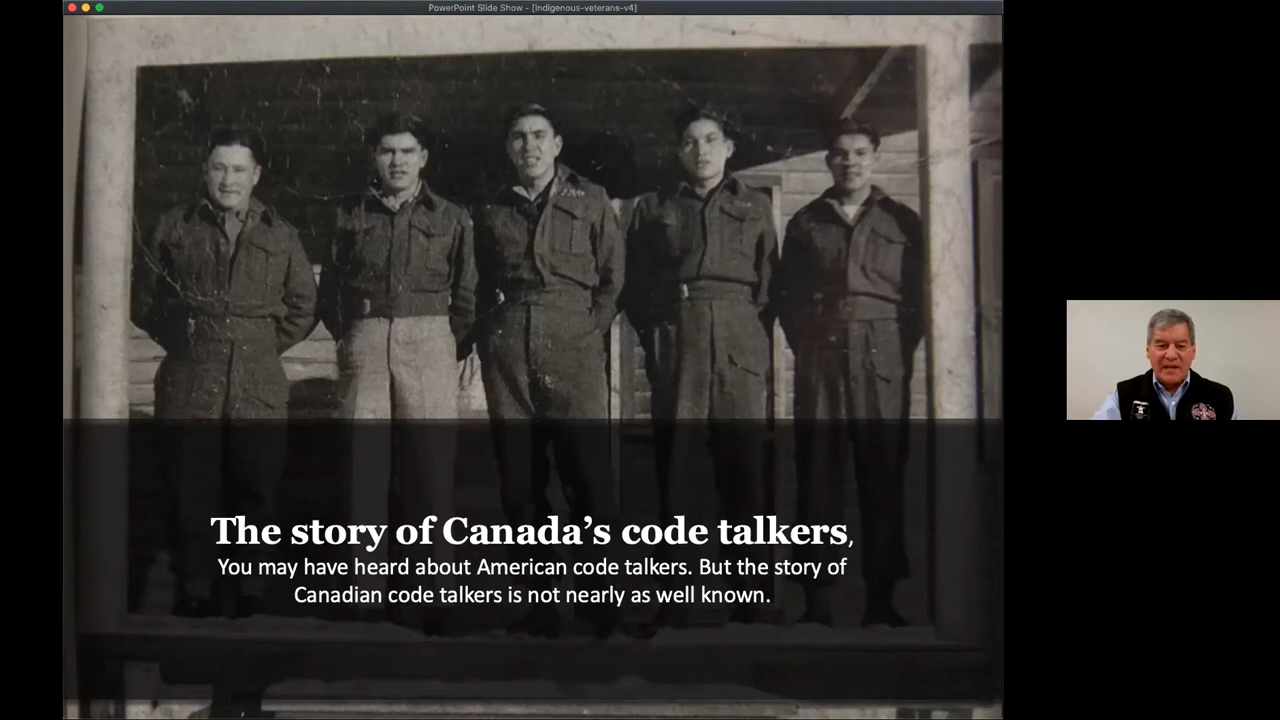 PowerPoint Slide Show - [Indigenous-veterans-v4]
The story of Canada’s code talkers,
You may have heard about American code talkers. But the story of
Canadian code talkers is not nearly as well known.